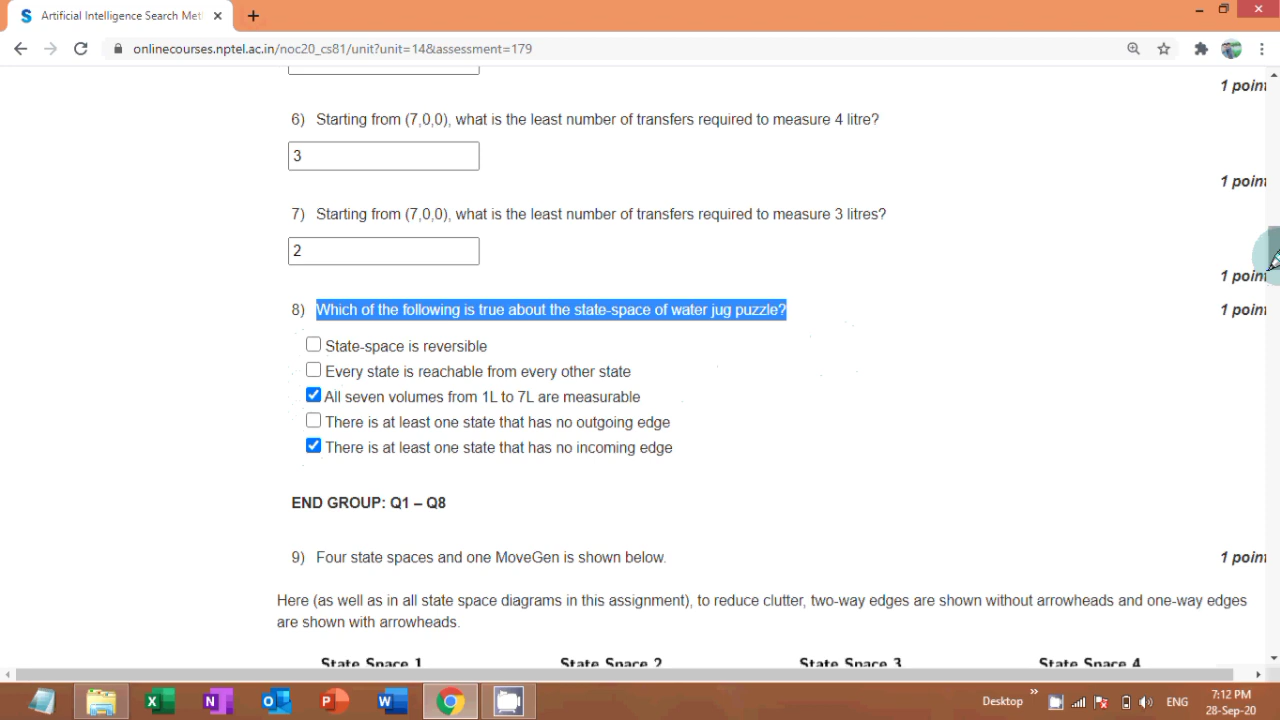 Artificial Intelligence Search Met
onlinecourses.nptel.ac.in/noc20_cs81/unit?unit=14&assessment=179
1 point
6) Starting from (7,0,0), what is the least number of transfers required to measure 4 litre?
3
1 point
7) Starting from (7,0,0), what is the least number of transfers required to measure 3 litres?
2
1 point
8) Which of the following is true about the state-space of water jug puzzle? 1 point
State-space is reversible
Every state is reachable from every other state
All seven volumes from 1L to 7L are measurable
There is at least one state that has no outgoing edge
There is at least one state that has no incoming edge
END GROUP: Q1 – Q8
9) Four state spaces and one MoveGen is shown below. 1 point
Here (as well as in all state space diagrams in this assignment), to reduce clutter, two-way edges are shown without arrowheads and one-way edges
are shown with arrowheads.
State Space 1 State Space 2 State Space 3 State Space 4
Desktop ENG 7:12 PM
28-Sep-20